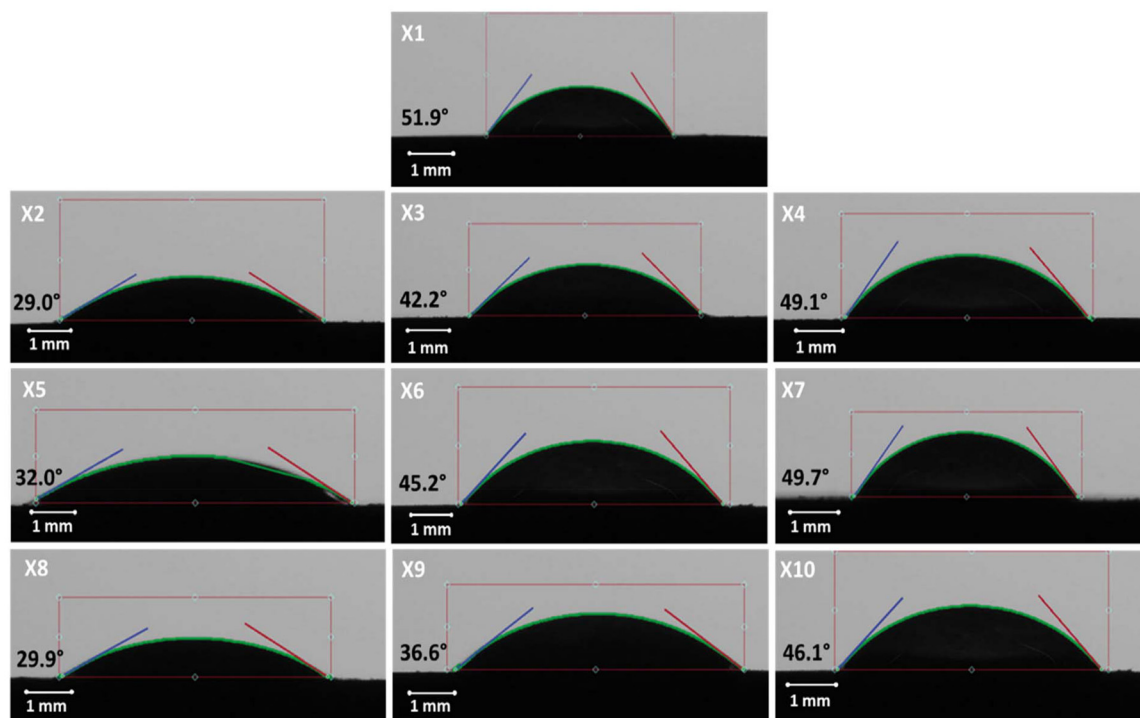 X1
51.9°
1 mm
X2
29.0°
1 mm
X3
42.2°
1 mm
X4
49.1°
1 mm
X5
32.0°
1 mm
X6
45.2°
1 mm
X7
49.7°
1 mm
X8
29.9°
1 mm
X9
36.6°
1 mm
X10
46.1°
1 mm